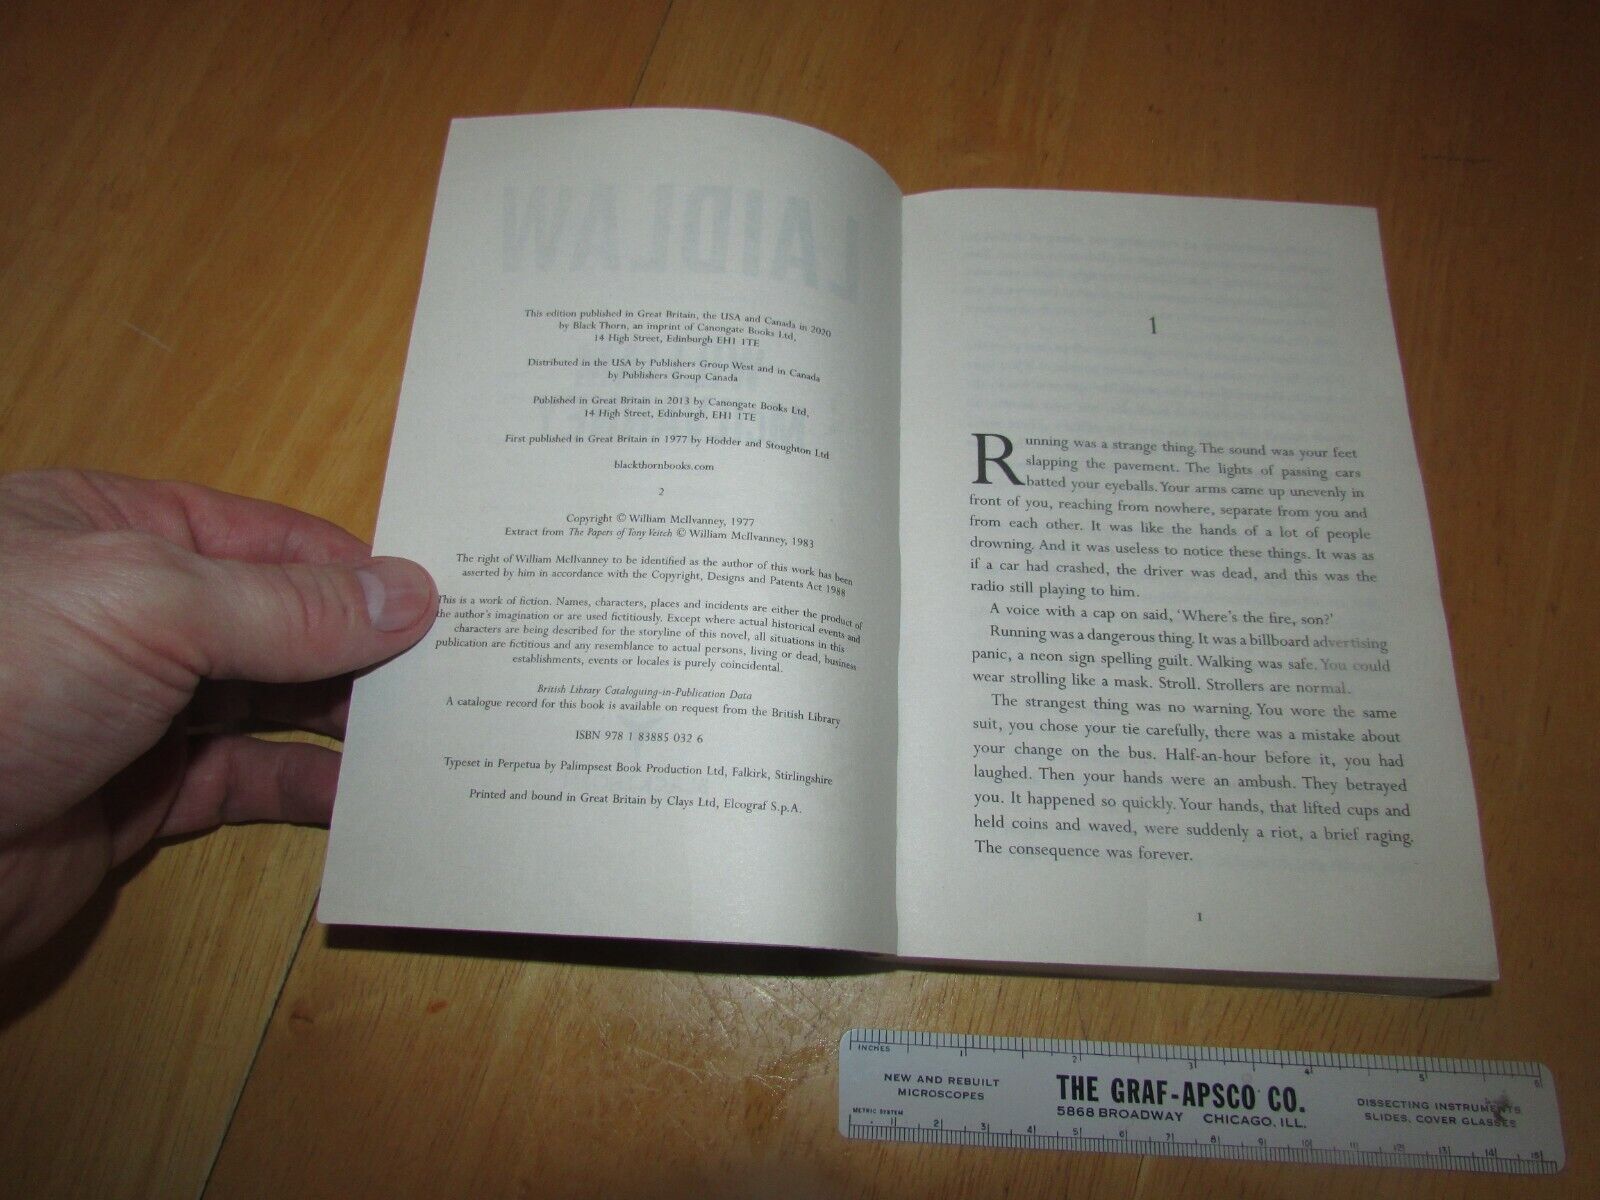 LAIDLAW
This edition published in Great Britain, the USA and Canada in 2020
by Black Thorn, an imprint of Canongate Books Ltd,
14 High Street, Edinburgh EH1 1TE
Distributed in the USA by Publishers Group West and in Canada
by Publishers Group Canada
Published in Great Britain in 2013 by Canongate Books Ltd,
14 High Street, Edinburgh, EH1 1TE
First published in Great Britain in 1977 by Hodder and Stoughton Ltd
blackthornbooks.com
2
Copyright © William McIlvanney, 1977
Extract from The Papers of Tony Veitch © William McIlvanney, 1983
The right of William McIlvanney to be identified as the author of this work has been
asserted by him in accordance with the Copyright, Designs and Patents Act 1988
This is a work of fiction. Names, characters, places and incidents are either the product of
the author's imagination or are used fictitiously. Except where actual historical events and
characters are being described for the storyline of this novel, all situations in this
publication are fictitious and any resemblance to actual persons, living or dead, business
establishments, events or locales is purely coincidental.
British Library Cataloguing-in-Publication Data
A catalogue record for this book is available on request from the British Library
ISBN 978 1 83885 032 6
Typeset in Perpetua by Palimpsest Book Production Ltd, Falkirk, Stirlingshire
Printed and bound in Great Britain by Clays Ltd, Elcograf S.p.A.
1
Running was a strange thing. The sound was your feet
slapping the pavement. The lights of passing cars
batted your eyeballs. Your arms came up unevenly in
front of you, reaching from nowhere, separate from you and
from each other. It was like the hands of a lot of people
drowning. And it was useless to notice these things. It was as
if a car had crashed, the driver was dead, and this was the
radio still playing to him.
A voice with a cap on said, 'Where's the fire, son?'
Running was a dangerous thing. It was a billboard advertising
panic, a neon sign spelling guilt. Walking was safe. You could
wear strolling like a mask. Stroll. Strollers are normal.
The strangest thing was no warning. You wore the same
suit, you chose your tie carefully, there was a mistake about
your change on the bus. Half-an-hour before it, you had
laughed. Then your hands were an ambush. They betrayed
you. It happened so quickly. Your hands, that lifted cups and
held coins and waved, were suddenly a riot, a brief raging.
The consequence was forever.
1
INCHES 1 2 3 4 5 6
NEW AND REBUILT
MICROSCOPES
THE GRAF-APSCO CO.
5868 BROADWAY CHICAGO, ILL.
DISSECTING INSTRUMENTS
SLIDES, COVER GLASSES
METRIC SYSTEM
1 2 3 4 5 6 7 8 9 10 11 12 13 14 15